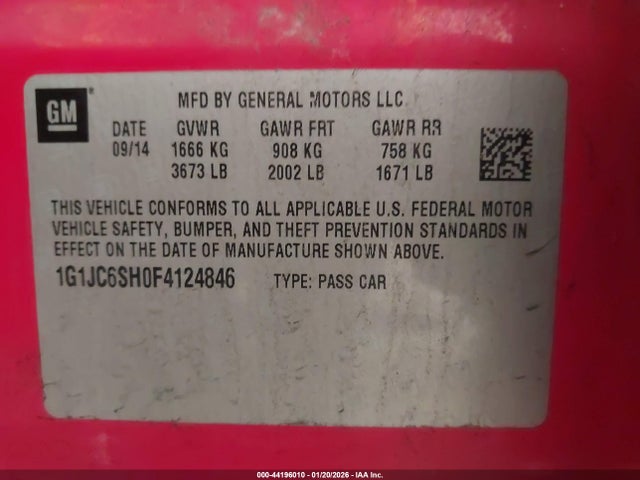 GM
MFD BY GENERAL MOTORS LLC
DATE GVWR GAWR FRT GAWR RR
09/14 1666 KG 908 KG 758 KG
3673 LB 2002 LB 1671 LB
THIS VEHICLE CONFORMS TO ALL APPLICABLE U.S. FEDERAL MOTOR
VEHICLE SAFETY, BUMPER, AND THEFT PREVENTION STANDARDS IN
EFFECT ON THE DATE OF MANUFACTURE SHOWN ABOVE.
1G1JC6SH0F4124846 TYPE: PASS CAR
000-44196010 - 01/20/2026 - IAA Inc.